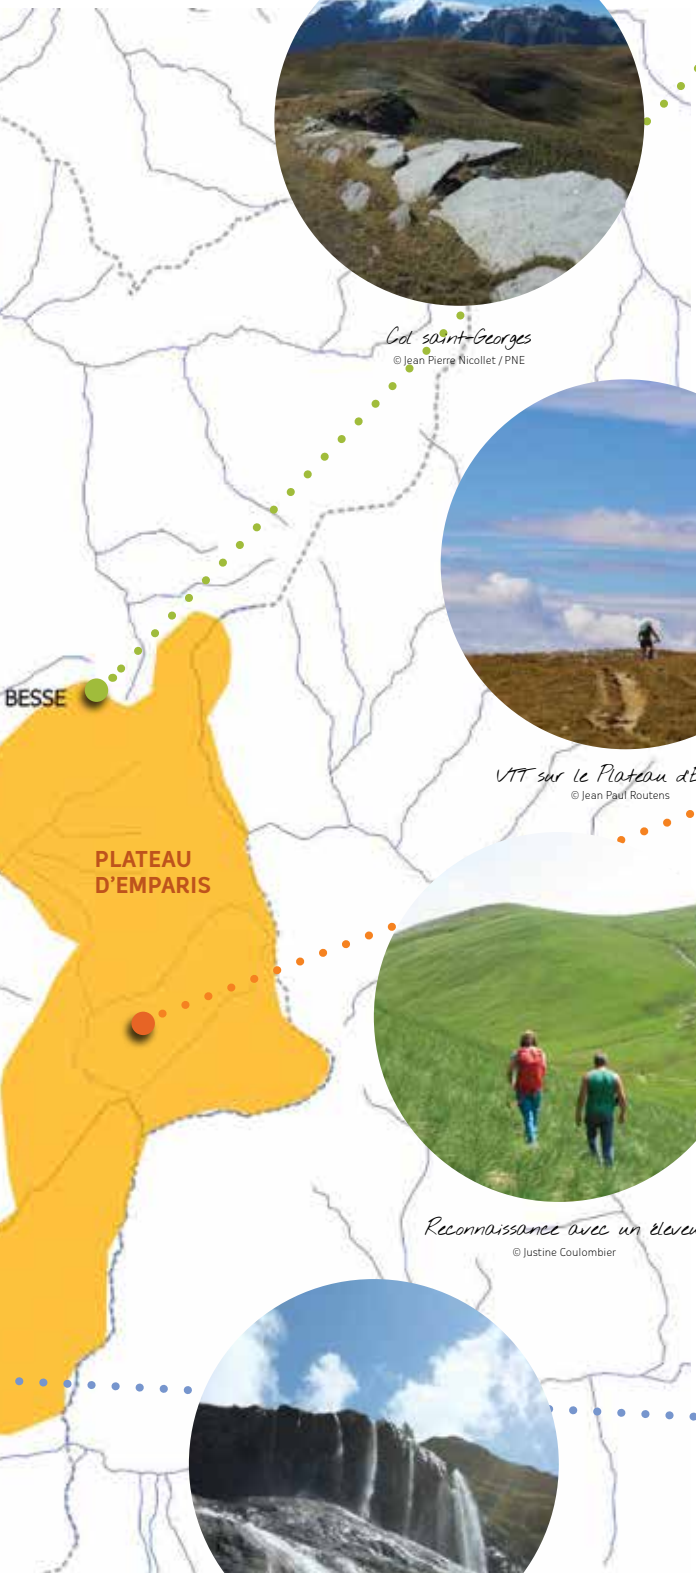 Col saint-Georges
© Jean Pierre Nicollet / PNE
BESSE
VTT sur le Plateau
© Jean Paul Routens
PLATEAU
D'EMPARIS
Reconnaissance avec un
© Justine Coulombier